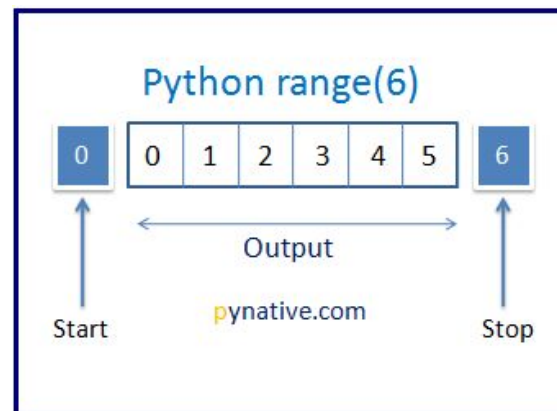 Python range(6)
0 0 1 2 3 4 5 6
Output
pynative.com
Start Stop